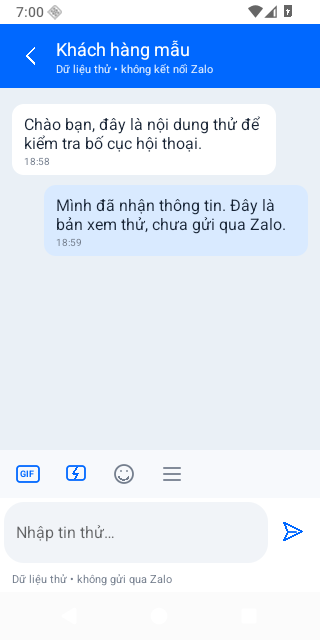 7:00
Khách hàng mẫu
Dữ liệu thử • không kết nối Zalo
Chào bạn, đây là nội dung thử để
kiểm tra bố cục hội thoại.
18:58
Mình đã nhận thông tin. Đây là
bản xem thử, chưa gửi qua Zalo.
18:59
GIF
Nhập tin thử...
Dữ liệu thử • không gửi qua Zalo